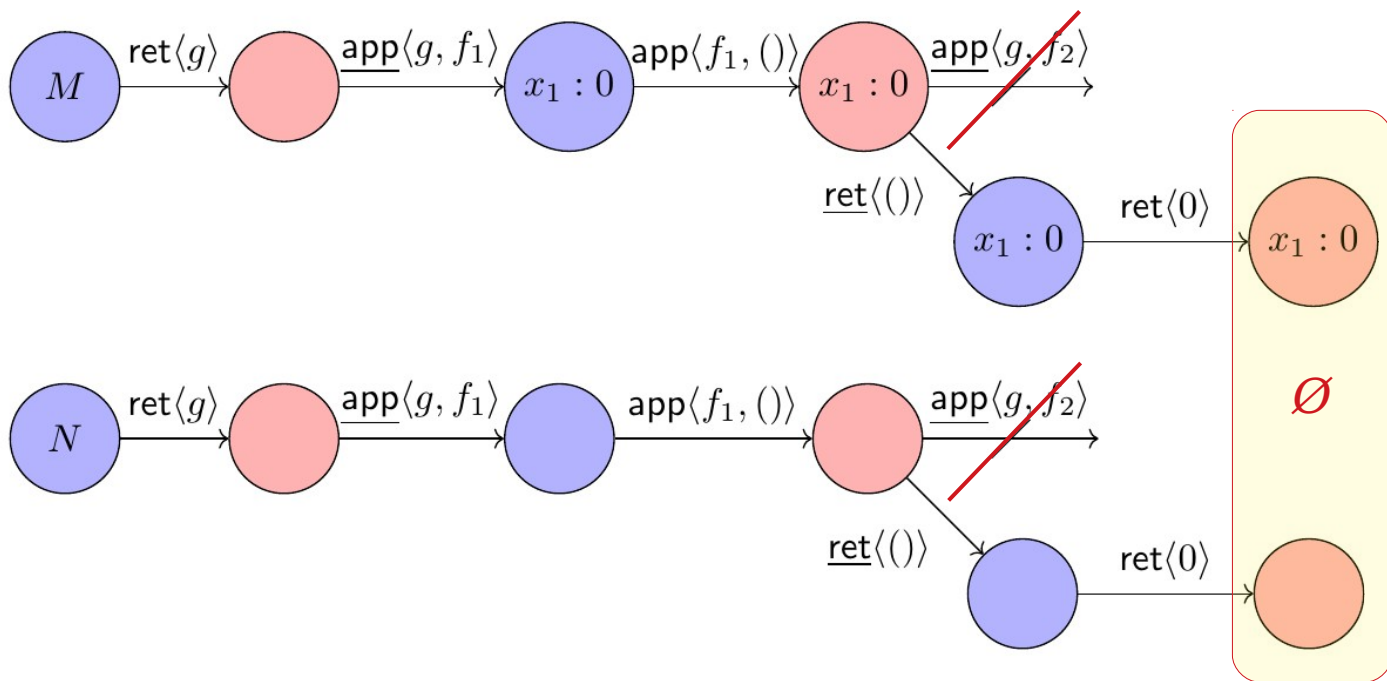 M ret⟨g⟩ app⟨g, f₁⟩ x₁ : 0 app⟨f₁, ()⟩ x₁ : 0 app⟨g, f₂⟩
ret⟨()⟩ x₁ : 0 ret⟨0⟩ x₁ : 0
Ø
N ret⟨g⟩ app⟨g, f₁⟩ app⟨f₁, ()⟩ app⟨g, f₂⟩
ret⟨()⟩ ret⟨0⟩